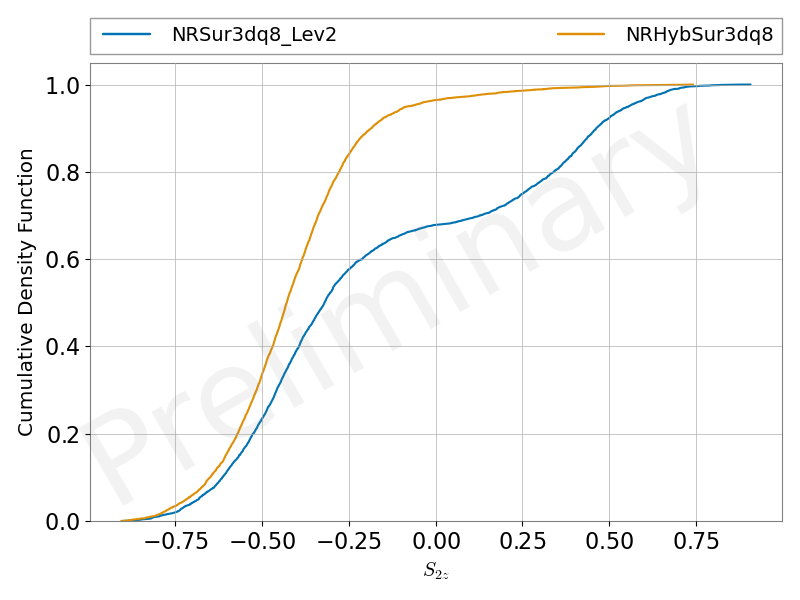 NRSur3dq8_Lev2 NRHybSur3dq8
1.0
0.8
0.6
0.4
0.2
0.0
Cumulative Density Function
Preliminary
−0.75 −0.50 −0.25 0.00 0.25 0.50 0.75
S2z